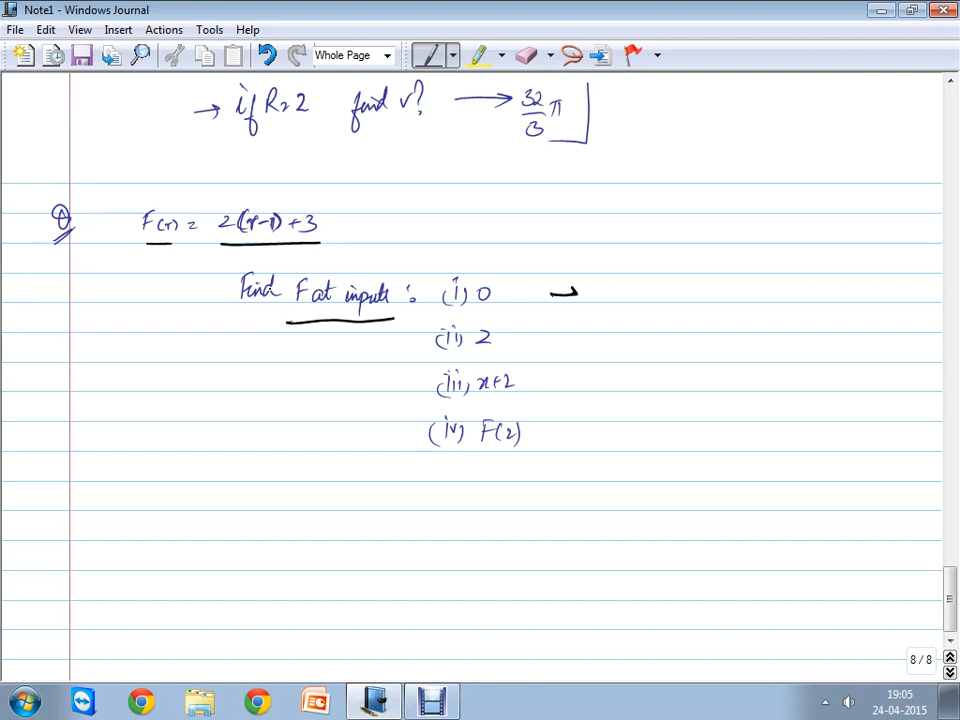 Note1 - Windows Journal
File Edit View Insert Actions Tools Help
Whole Page
→ if R=2 find v? → 32/3 π
Q F(x) = 2(x-1)+3
Find F at inputs : (i) 0
(ii) 2
(iii) x+2
(iv) F(2)
8 / 8
19:05
24-04-2015